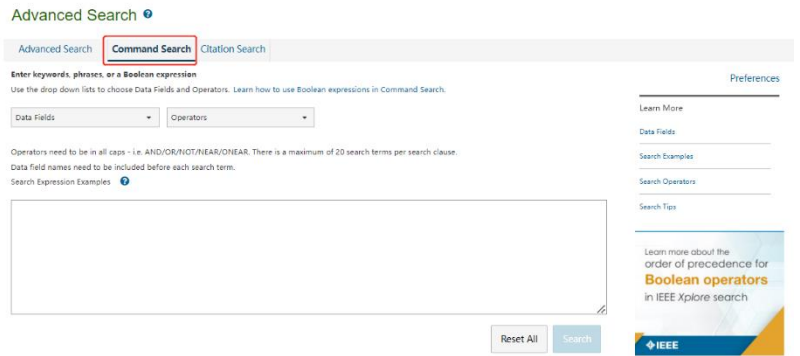 Advanced Search ?
Advanced Search Command Search Citation Search
Enter keywords, phrases, or a Boolean expression
Use the drop down lists to choose Data Fields and Operators. Learn how to use Boolean expressions in Command Search.
Data Fields Operators
Operators need to be in all caps - i.e. AND/OR/NOT/NEAR/ONEAR. There is a maximum of 20 search terms per search clause.
Data field names need to be included before each search term.
Search Expression Examples ?
Reset All Search
Preferences
Learn More
Data Fields
Search Examples
Search Operators
Search Tips
Learn more about the
order of precedence for
Boolean operators
in IEEE Xplore search
IEEE